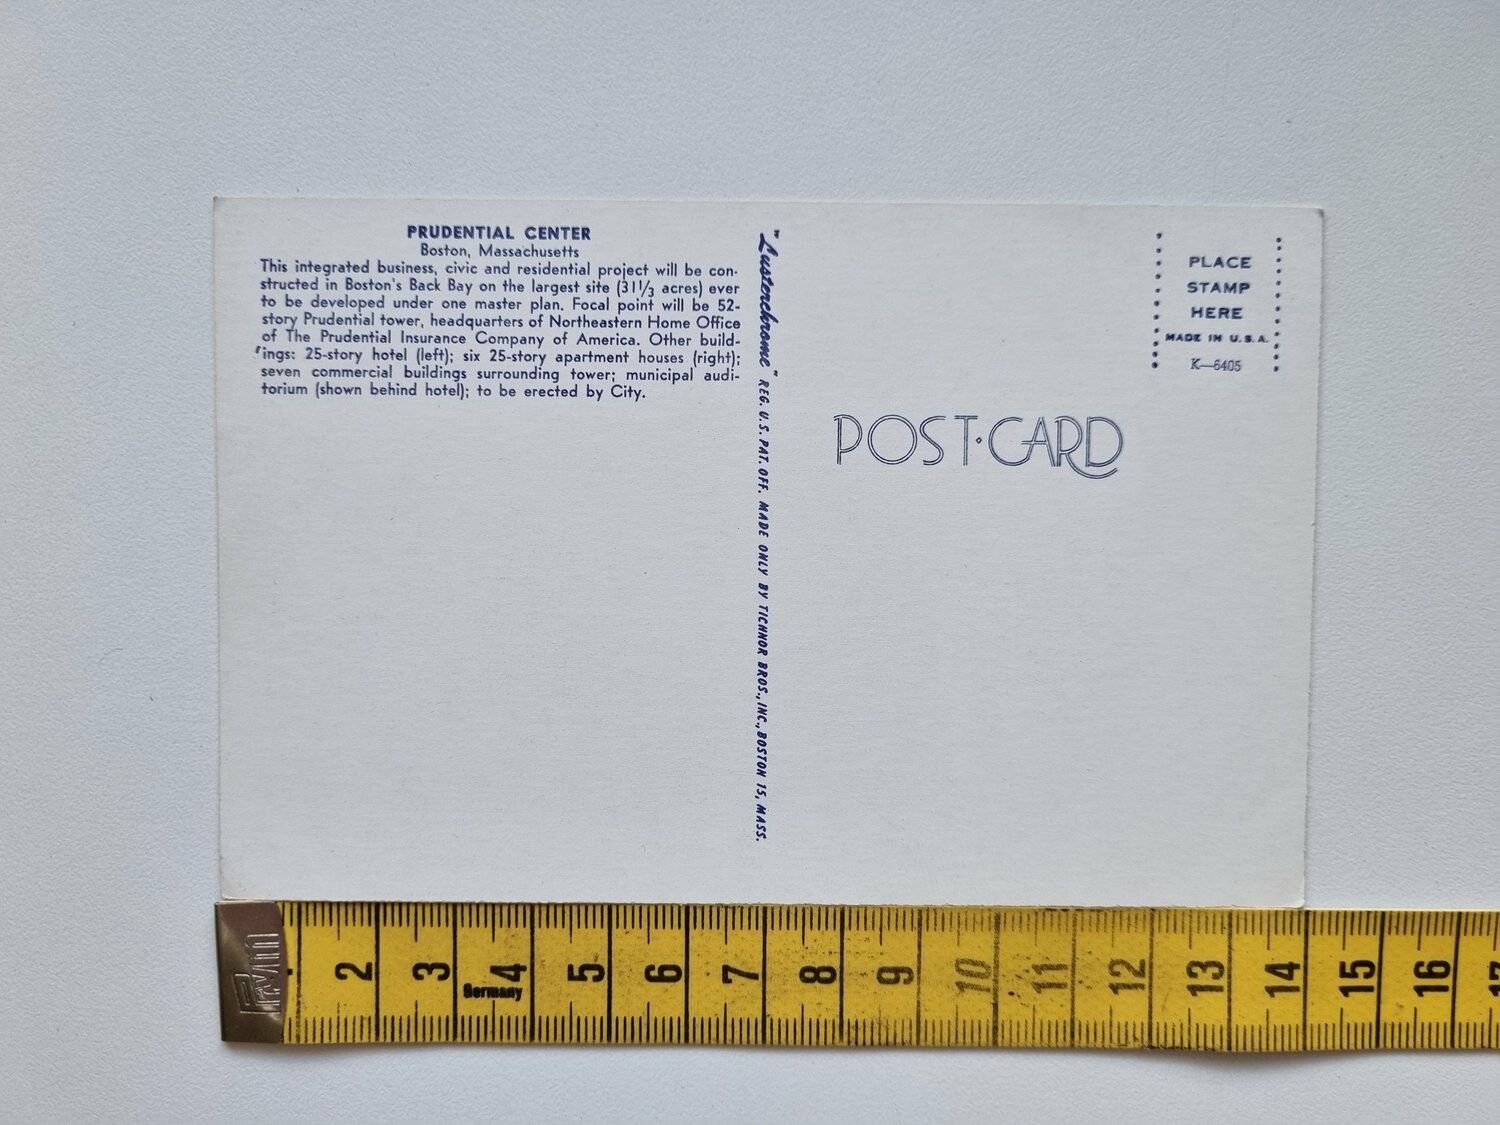 PRUDENTIAL CENTER
Boston, Massachusetts
This integrated business, civic and residential project will be con-
structed in Boston's Back Bay on the largest site (31 1/3 acres) ever
to be developed under one master plan. Focal point will be 52-
story Prudential tower, headquarters of Northeastern Home Office
of The Prudential Insurance Company of America. Other build-
ings: 25-story hotel (left); six 25-story apartment houses (right);
seven commercial buildings surrounding tower; municipal audi-
torium (shown behind hotel); to be erected by City.
"Lusterchrome" REG. U.S. PAT. OFF. MADE ONLY BY TICHNOR BROS., INC., BOSTON 15, MASS.
PLACE
STAMP
HERE
MADE IN U.S.A.
K—6405
POST·CARD
2 3 4 5 6 7 8 9 10 11 12 13 14 15 16 17
Germany
Prym